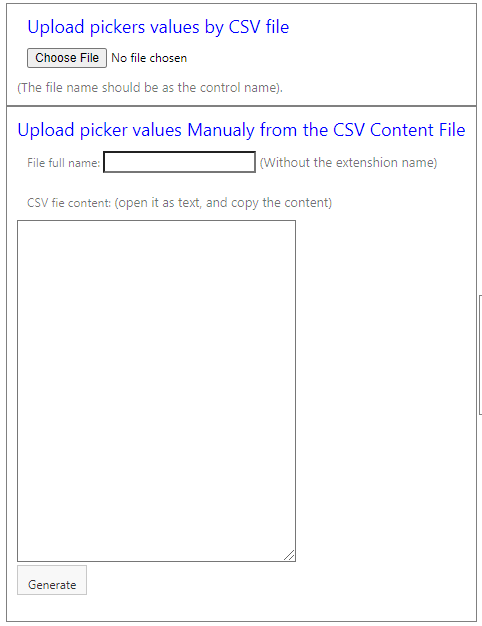 Upload pickers values by CSV file
Choose File No file chosen
(The file name should be as the control name).
Upload picker values Manualy from the CSV Content File
File full name: (Without the extenshion name)
CSV fie content: (open it as text, and copy the content)
Generate